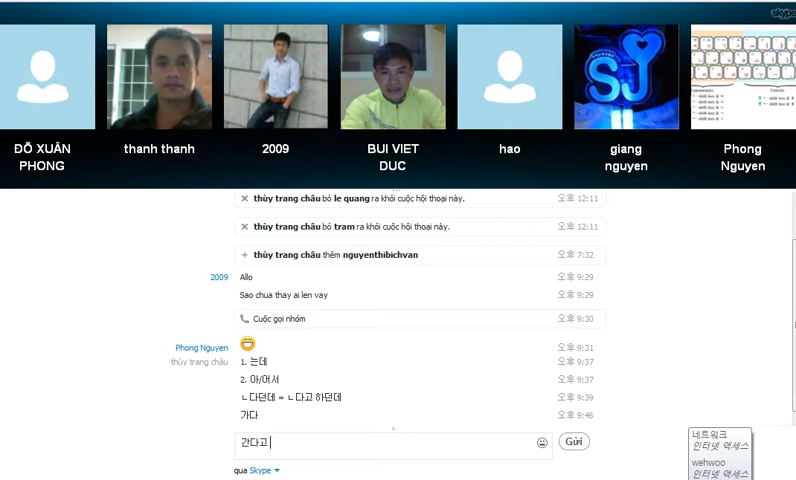 skype
ĐỖ XUÂN
PHONG
thanh thanh
2009
BUI VIET
DUC
hao
giang
nguyen
Phong
Nguyen
SJ
thùy trang châu bỏ le quang ra khỏi cuộc hội thoại này.
오후 12:11
thùy trang châu bỏ tram ra khỏi cuộc hội thoại này.
오후 12:11
thùy trang châu thêm nguyenthibichvan
오후 7:32
2009
Allo
오후 9:29
Sao chua thay ai len vay
오후 9:29
Cuộc gọi nhóm
오후 9:30
Phong Nguyen
오후 9:31
thùy trang châu
1. 는데
오후 9:37
2. 아/어서
오후 9:37
ㄴ다던데 = ㄴ다고 하던데
오후 9:39
가다
오후 9:46
간다고
Gửi
qua Skype
네트워크
인터넷 액세스
wehwoo
인터넷 액세스